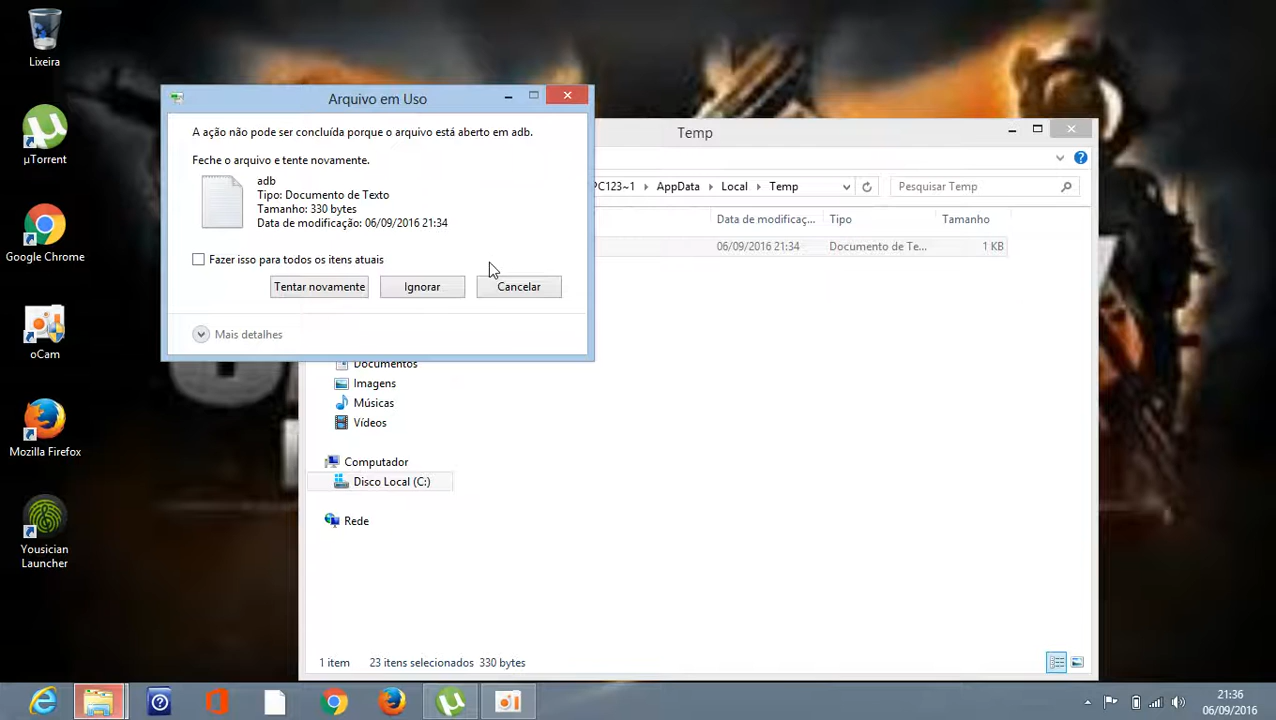 Lixeira
µTorrent
Google Chrome
oCam
Mozilla Firefox
Yousician
Launcher
Arquivo em Uso
A ação não pode ser concluída porque o arquivo está aberto em adb.
Feche o arquivo e tente novamente.
adb
Tipo: Documento de Texto
Tamanho: 330 bytes
Data de modificação: 06/09/2016 21:34
Fazer isso para todos os itens atuais
Tentar novamente
Ignorar
Cancelar
Mais detalhes
Temp
PC123~1
AppData
Local
Temp
Pesquisar Temp
Data de modificaç...
Tipo
Tamanho
06/09/2016 21:34
Documento de Te...
1 KB
Documentos
Imagens
Músicas
Vídeos
Computador
Disco Local (C:)
Rede
1 item
23 itens selecionados 330 bytes
21:36
06/09/2016